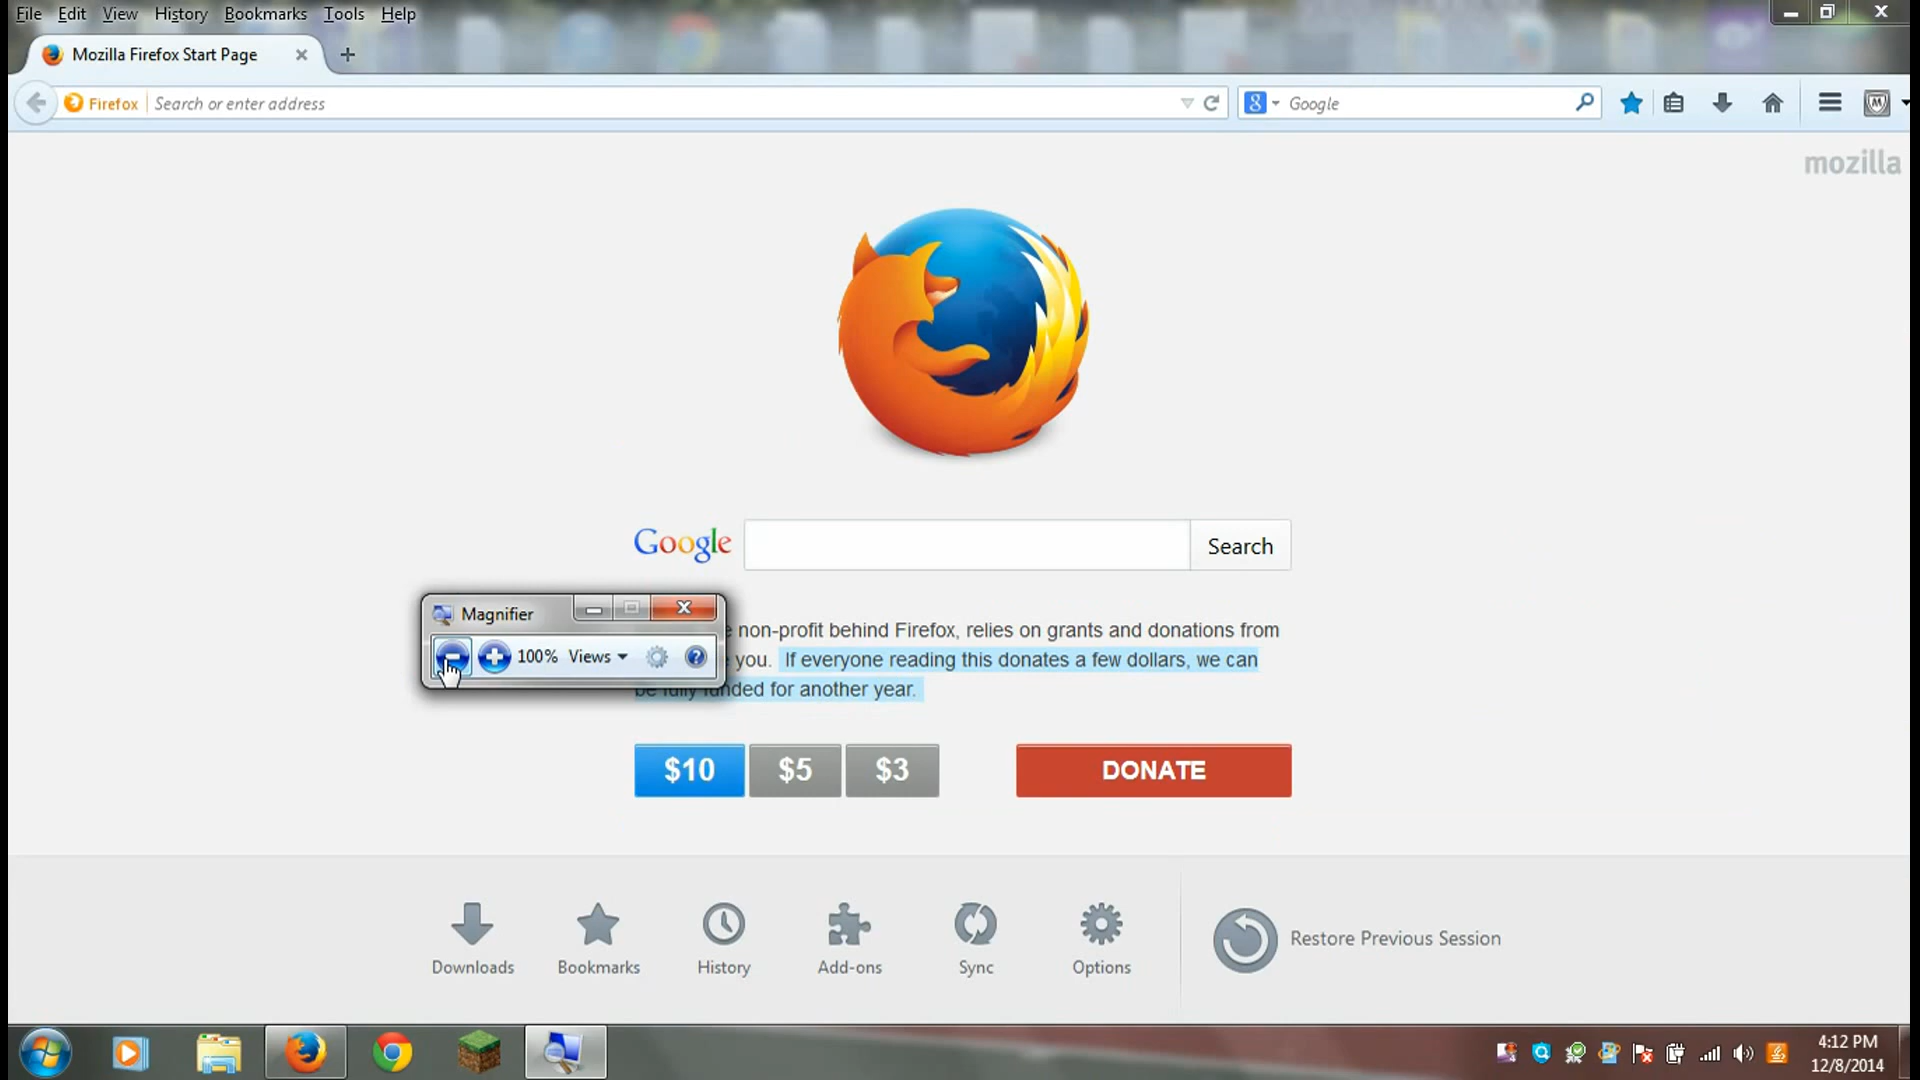 File Edit View History Bookmarks Tools Help
Mozilla Firefox Start Page
Firefox Search or enter address
Google
mozilla
Google
Search
Magnifier
100% Views
non-profit behind Firefox, relies on grants and donations from
you. If everyone reading this donates a few dollars, we can
be fully funded for another year.
$10 $5 $3 DONATE
Downloads Bookmarks History Add-ons Sync Options Restore Previous Session
4:12 PM
12/8/2014